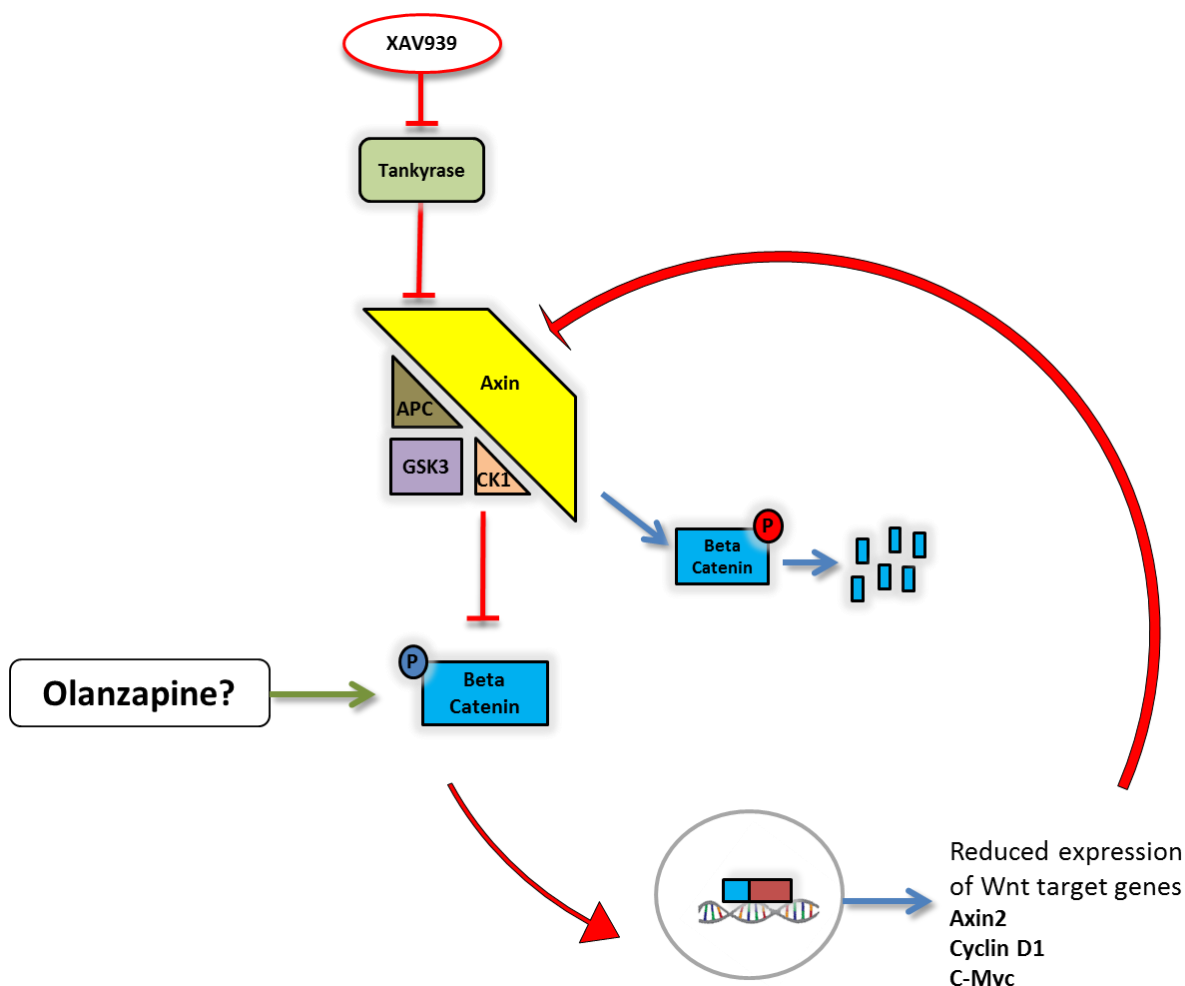 XAV939
Tankyrase
Axin
APC
GSK3
CK1
P
Beta
Catenin
P
Beta
Catenin
Olanzapine?
Reduced expression
of Wnt target genes
Axin2
Cyclin D1
C-Myc